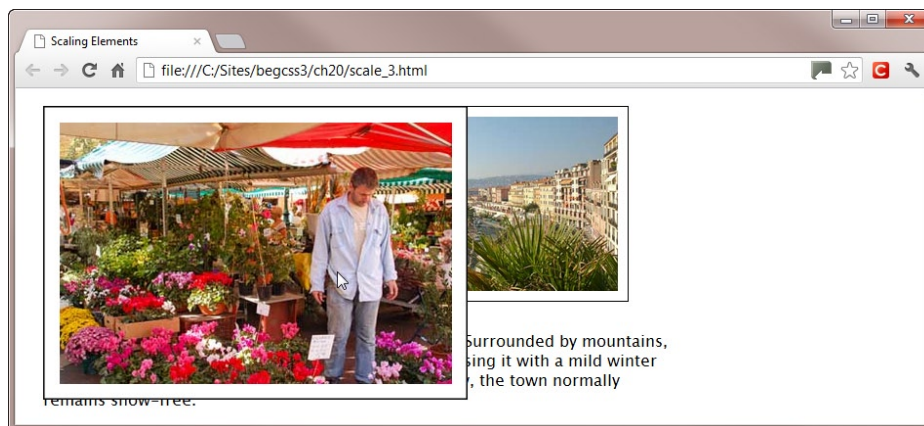 Scaling Elements
file:///C:/Sites/begcss3/ch20/scale_3.html
Surrounded by mountains,
sing it with a mild winter
, the town normally
remains snow-free.